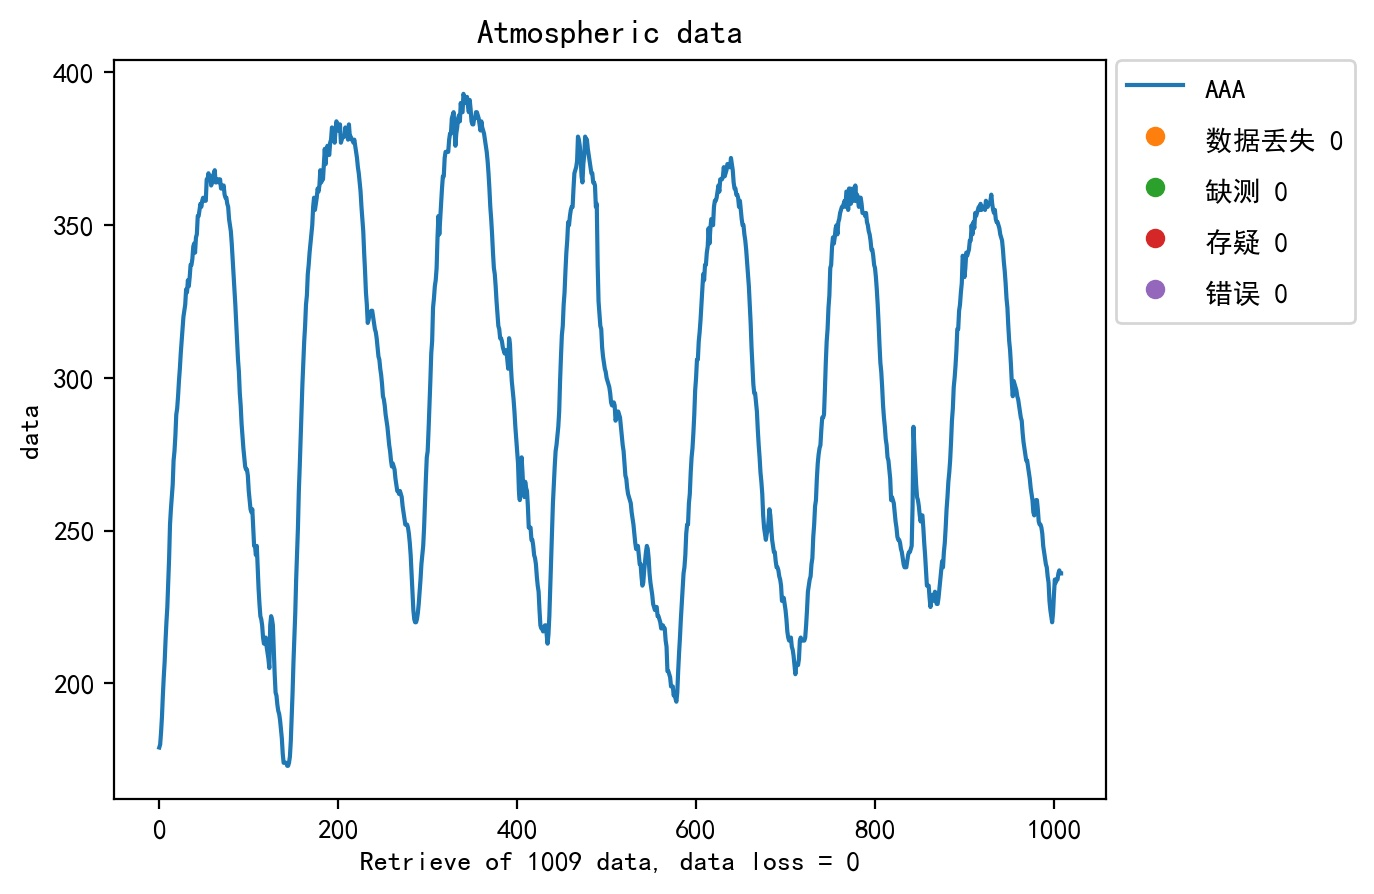 Atmospheric data
400
350
300
250
200
data
0 200 400 600 800 1000
Retrieve of 1009 data, data loss = 0
AAA
数据丢失 0
缺测 0
存疑 0
错误 0